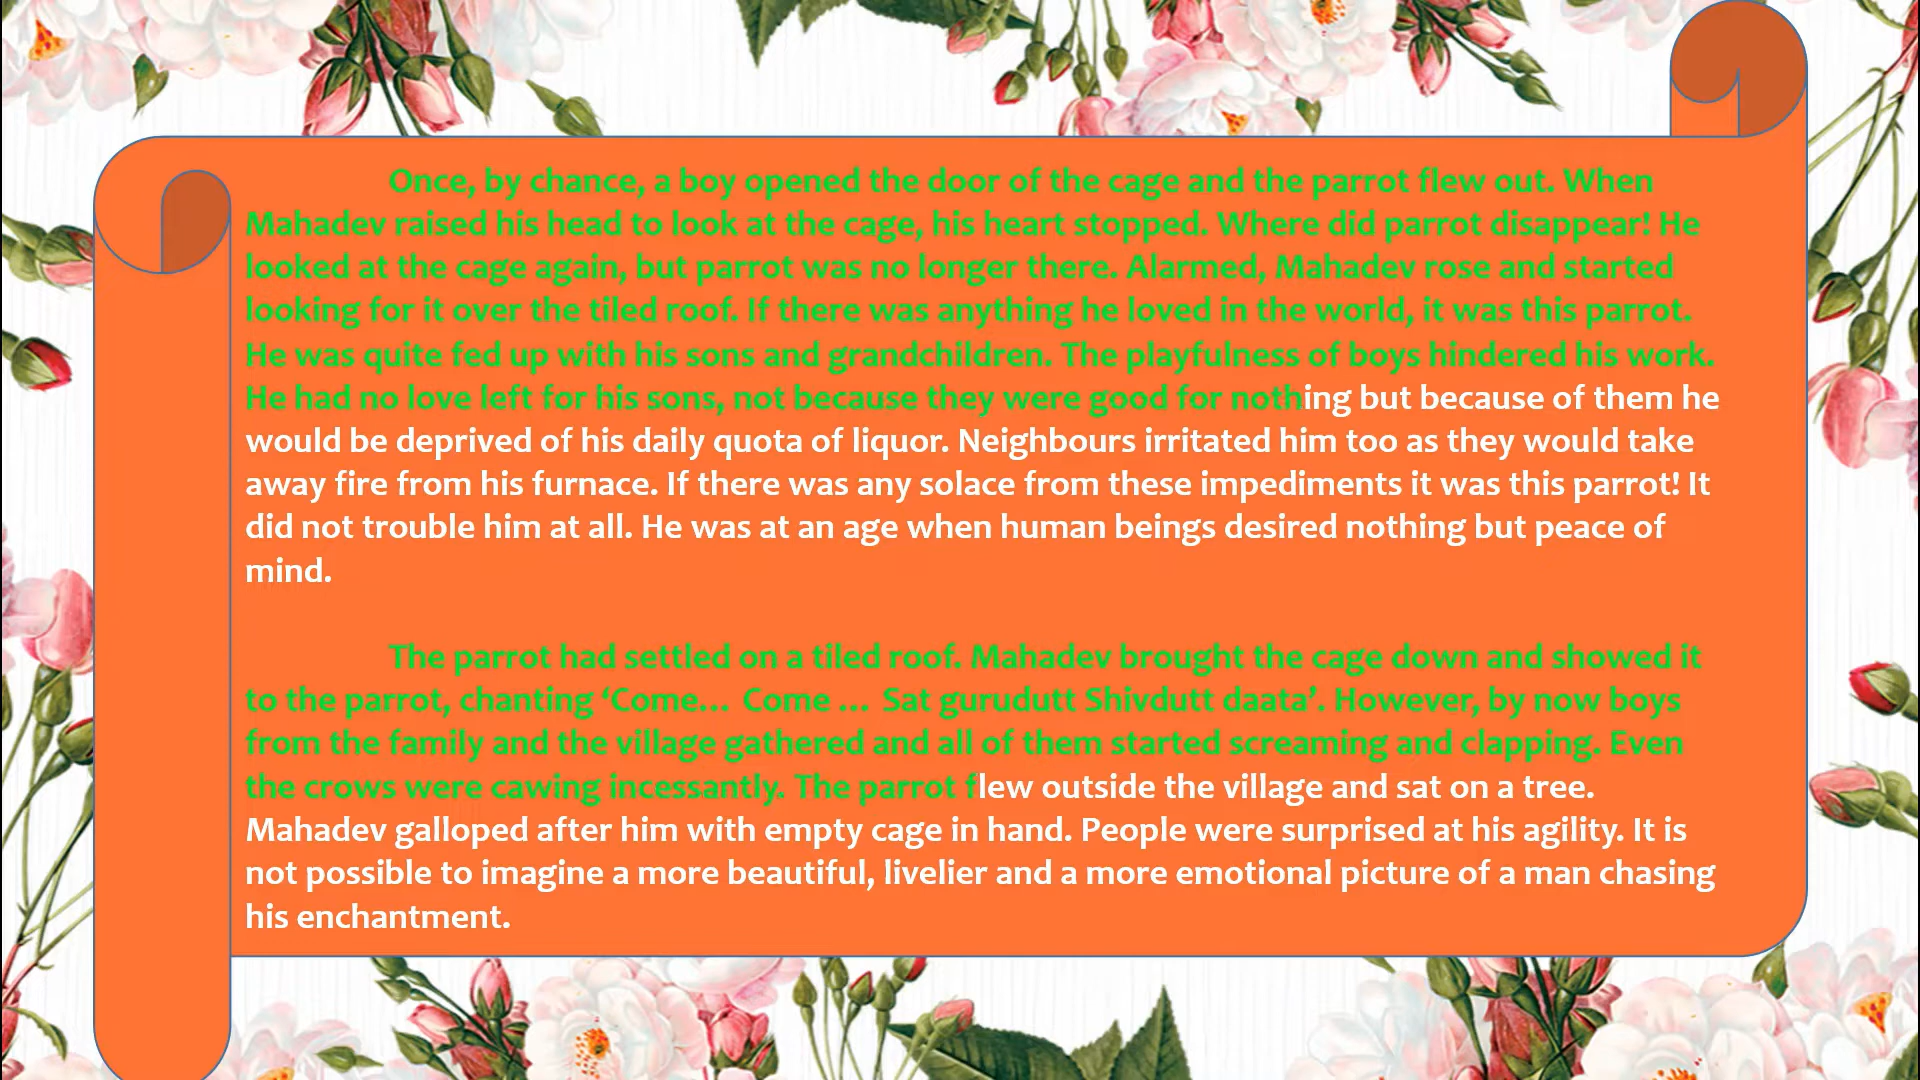 Once, by chance, a boy opened the door of the cage and the parrot flew out. When
Mahadev raised his head to look at the cage, his heart stopped. Where did parrot disappear! He
looked at the cage again, but parrot was no longer there. Alarmed, Mahadev rose and started
looking for it over the tiled roof. If there was anything he loved in the world, it was this parrot.
He was quite fed up with his sons and grandchildren. The playfulness of boys hindered his work.
He had no love left for his sons, not because they were good for nothing but because of them he
would be deprived of his daily quota of liquor. Neighbours irritated him too as they would take
away fire from his furnace. If there was any solace from these impediments it was this parrot! It
did not trouble him at all. He was at an age when human beings desired nothing but peace of
mind.
The parrot had settled on a tiled roof. Mahadev brought the cage down and showed it
to the parrot, chanting ‘Come… Come … Sat gurudutt Shivdutt daata’. However, by now boys
from the family and the village gathered and all of them started screaming and clapping. Even
the crows were cawing incessantly. The parrot flew outside the village and sat on a tree.
Mahadev galloped after him with empty cage in hand. People were surprised at his agility. It is
not possible to imagine a more beautiful, livelier and a more emotional picture of a man chasing
his enchantment.